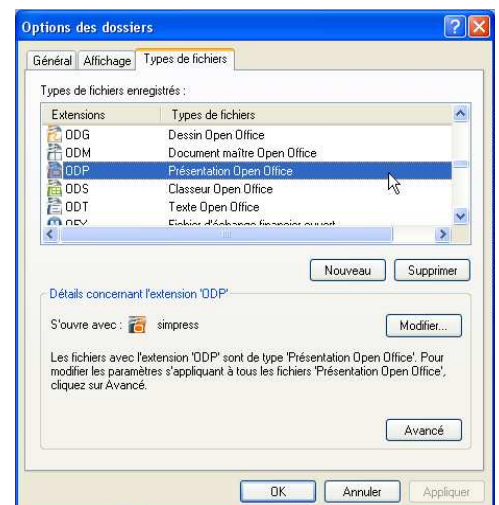 Options des dossiers
Général Affichage Types de fichiers
Types de fichiers enregistrés :
Extensions Types de fichiers
ODG Dessin Open Office
ODM Document maître Open Office
ODP Présentation Open Office
ODS Classeur Open Office
ODT Texte Open Office
Fichier d'échange financier ouvert
Nouveau Supprimer
Détails concernant l'extension 'ODP'
S'ouvre avec : simpress Modifier...
Les fichiers avec l'extension 'ODP' sont de type 'Présentation Open Office'. Pour
modifier les paramètres s'appliquant à tous les fichiers 'Présentation Open Office',
cliquez sur Avancé.
Avancé
OK Annuler Appliquer